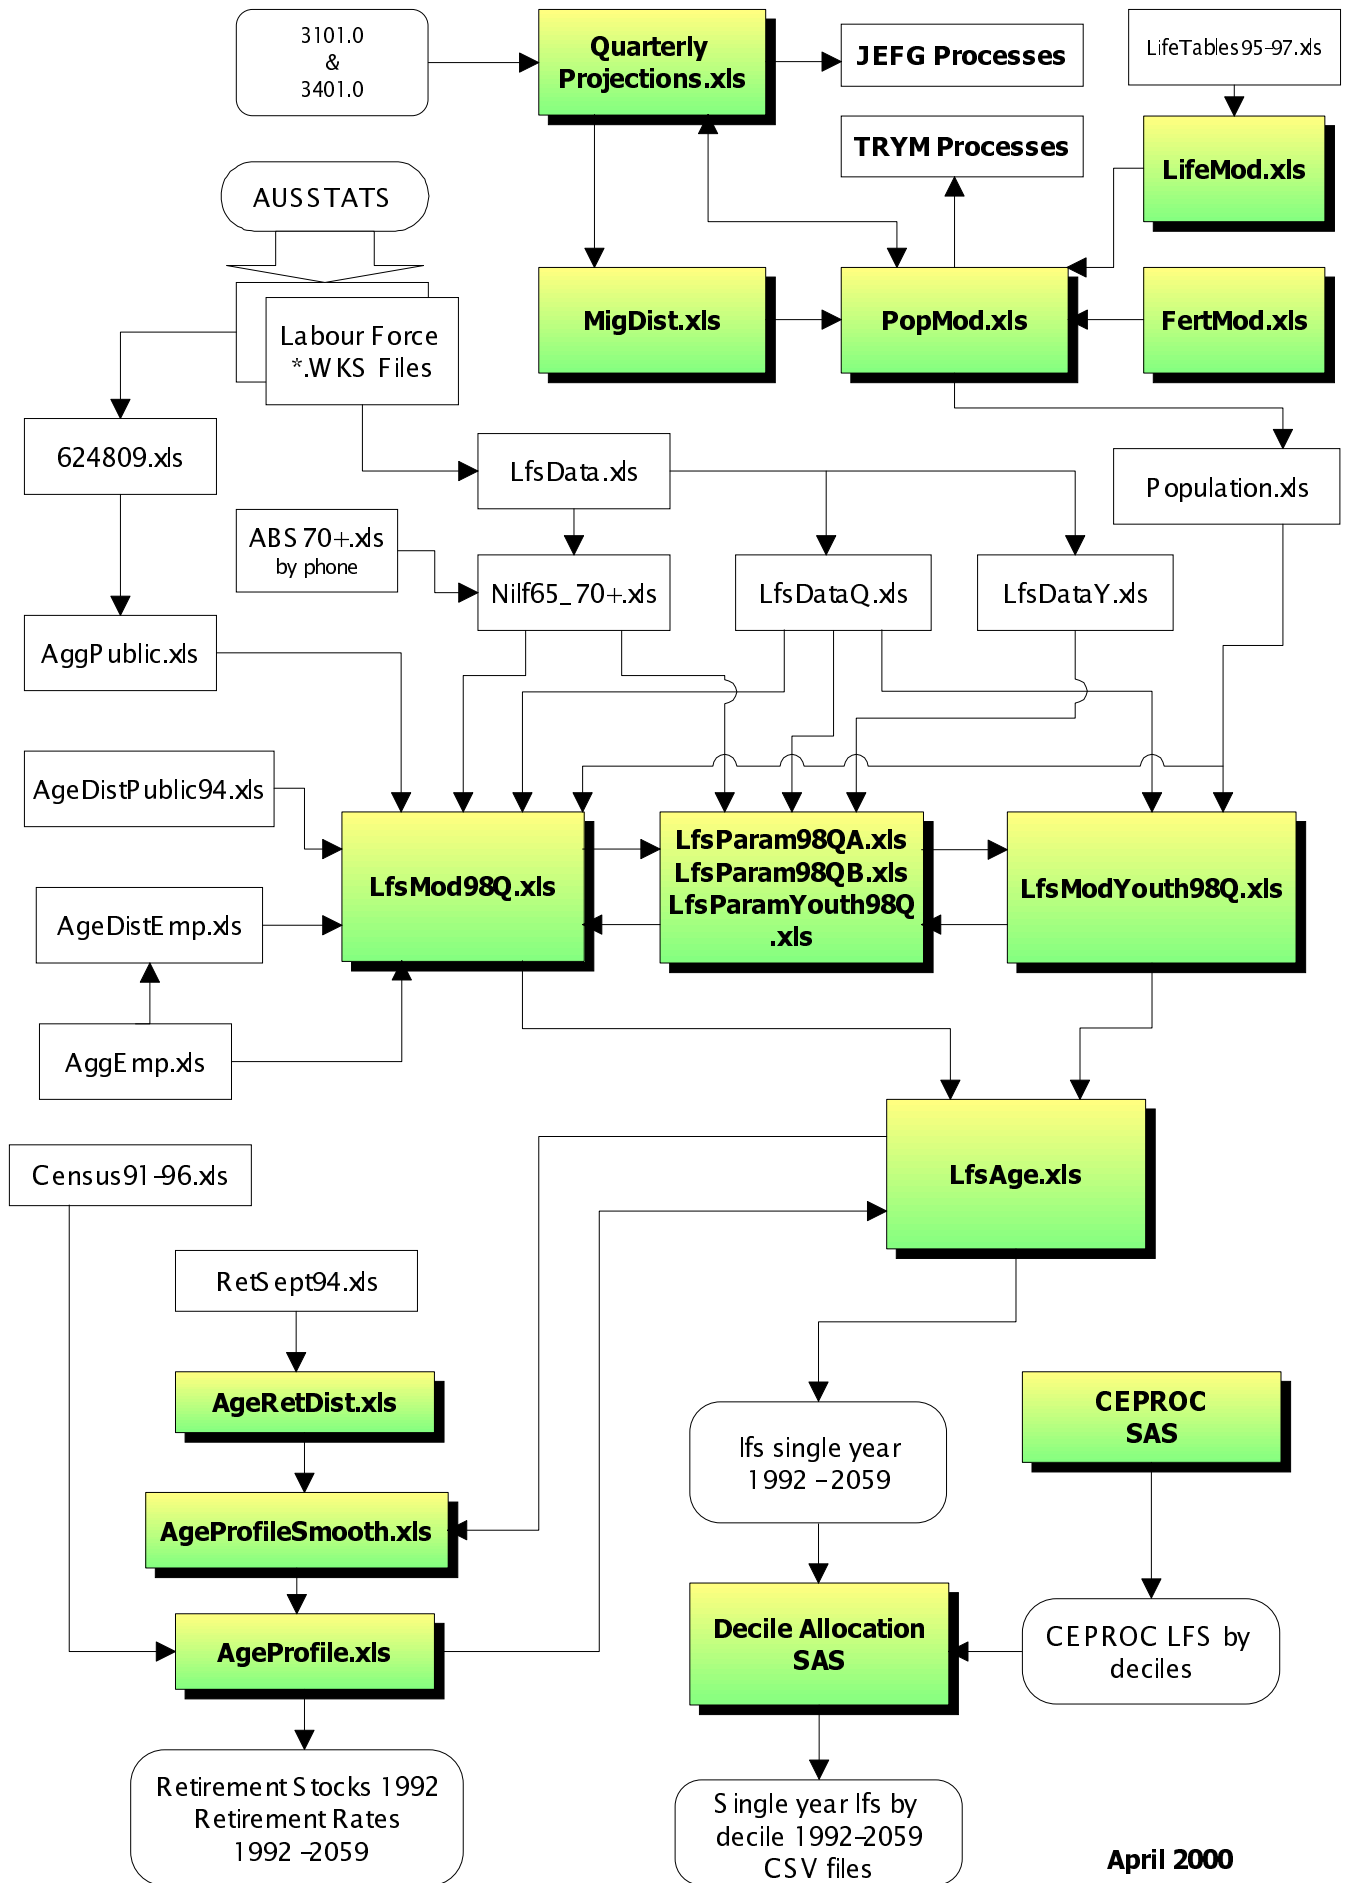 3101.0
&
3401.0
Quarterly
Projections.xls
JEFG Processes
LifeTables95-97.xls
TRYM Processes
LifeMod.xls
AUSSTATS
MigDist.xls
PopMod.xls
FertMod.xls
Labour Force
*.WKS Files
624809.xls
LfsData.xls
Population.xls
ABS 70+.xls
by phone
Nilf65_70+.xls
LfsDataQ.xls
LfsDataY.xls
AggPublic.xls
AgeDistPublic94.xls
LfsMod98Q.xls
LfsParam98QA.xls
LfsParam98QB.xls
LfsParamYouth98Q
.xls
LfsModYouth98Q.xls
AgeDistEmp.xls
AggEmp.xls
Census91-96.xls
LfsAge.xls
RetSept94.xls
AgeRetDist.xls
lfs single year
1992 -2059
CEPROC
SAS
AgeProfileSmooth.xls
AgeProfile.xls
Decile Allocation
SAS
CEPROC LFS by
deciles
Retirement Stocks 1992
Retirement Rates
1992 -2059
Single year lfs by
decile 1992-2059
CSV files
April 2000